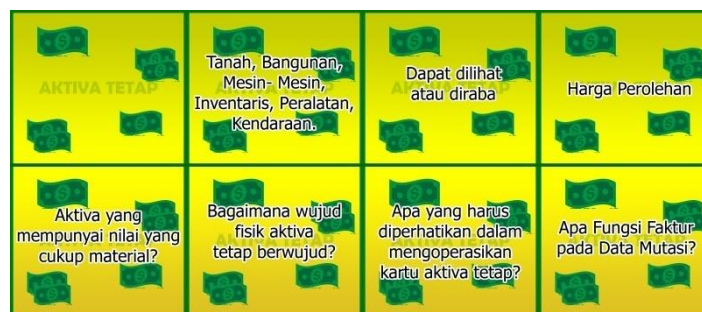 AKTIVA TETAP
Tanah, Bangunan,
Mesin- Mesin,
Inventaris, Peralatan,
Kendaraan.
Dapat dilihat
atau diraba
Harga Perolehan
Aktiva yang
mempunyai nilai yang
cukup material?
Bagaimana wujud
fisik aktiva
tetap berwujud?
Apa yang harus
diperhatikan dalam
mengoperasikan
kartu aktiva tetap?
Apa Fungsi Faktur
pada Data Mutasi?